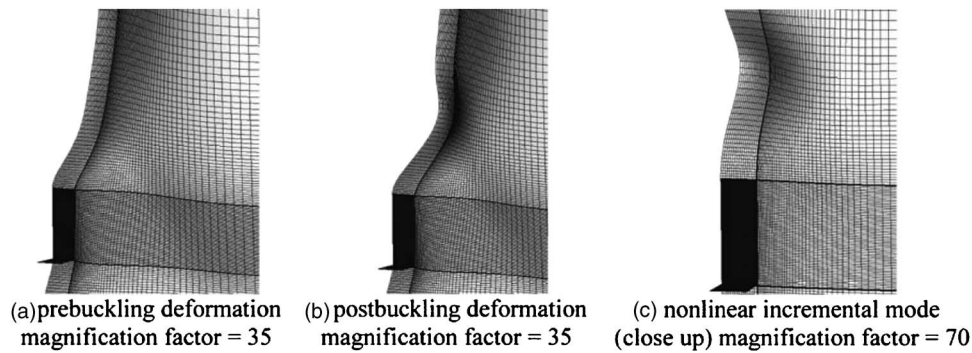 (a) prebuckling deformation
magnification factor = 35
(b) postbuckling deformation
magnification factor = 35
(c) nonlinear incremental mode
(close up) magnification factor = 70